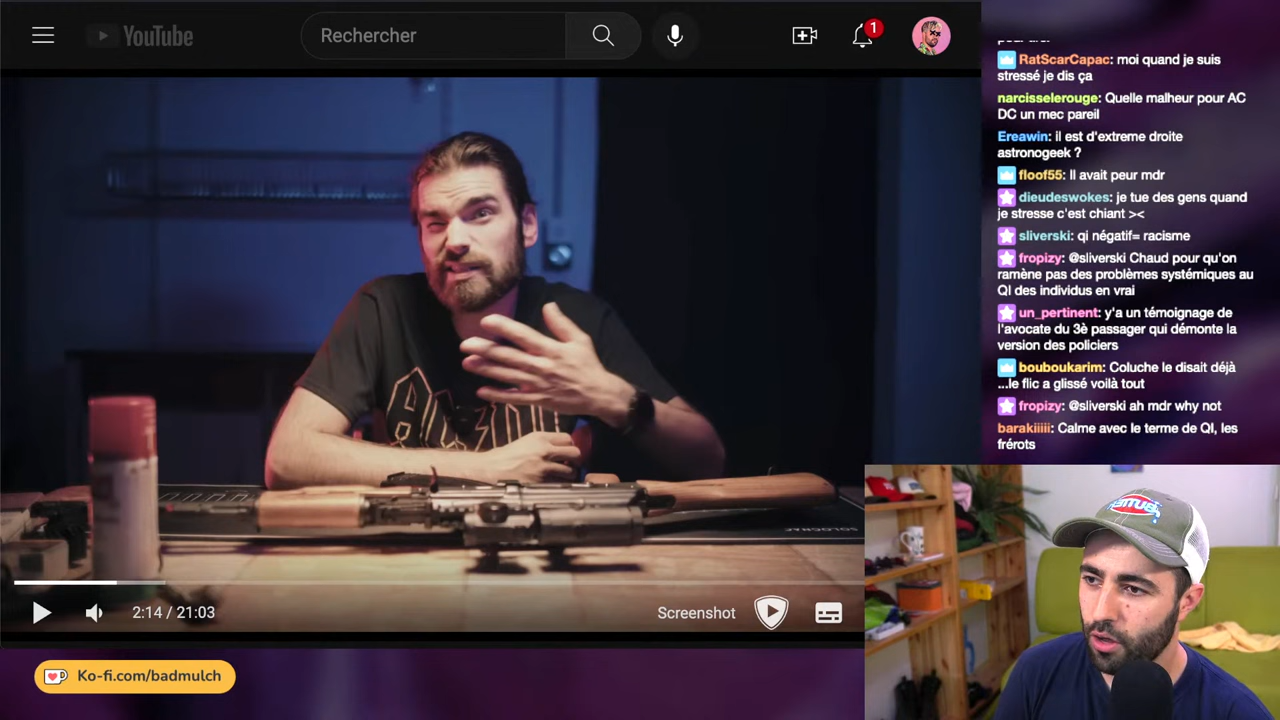 YouTube
Rechercher
1
RatScarCapac: moi quand je suis
stressé je dis ça
narcisselerouge: Quelle malheur pour AC
DC un mec pareil
Ereawin: il est d'extreme droite
astronogeek ?
floof55: Il avait peur mdr
dieudeswokes: je tue des gens quand
je stresse c'est chiant ><
sliverski: qi négatif= racisme
fropizy: @sliverski Chaud pour qu'on
ramène pas des problèmes systémiques au
QI des individus en vrai
un_pertinent: y'a un témoignage de
l'avocate du 3è passager qui démonte la
version des policiers
bouboukarim: Coluche le disait déjà
...le flic a glissé voilà tout
fropizy: @sliverski ah mdr why not
barakiiiii: Calme avec le terme de QI, les
frérots
2:14 / 21:03
Screenshot
Ko-fi.com/badmulch